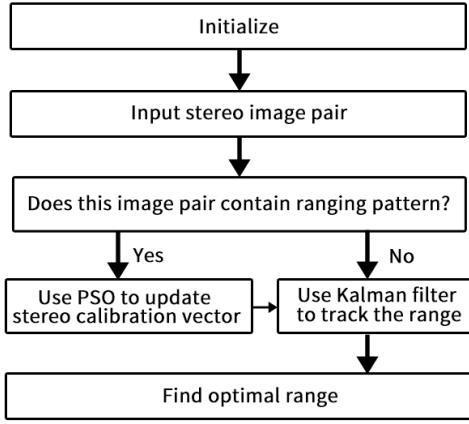 Initialize
Input stereo image pair
Does this image pair contain ranging pattern?
Yes
No
Use PSO to update
stereo calibration vector
Use Kalman filter
to track the range
Find optimal range